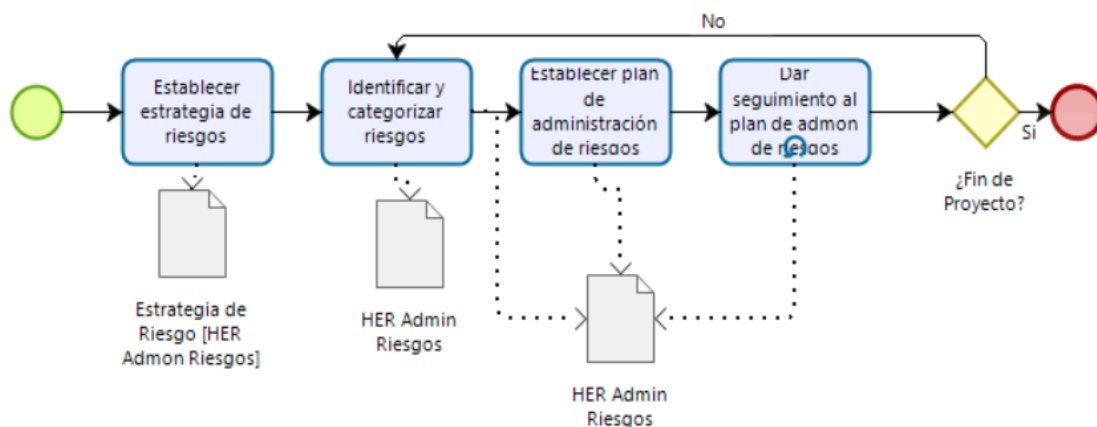 No
Establecer
estrategia de
riesgos
Identificar y
categorizar
riesgos
Establecer plan
de
administración
de riesgos
Dar
seguimiento al
plan de admon
de riesgos
Si
¿Fin de
Proyecto?
Estrategia de
Riesgo [HER
Admon Riesgos]
HER Admin
Riesgos
HER Admin
Riesgos